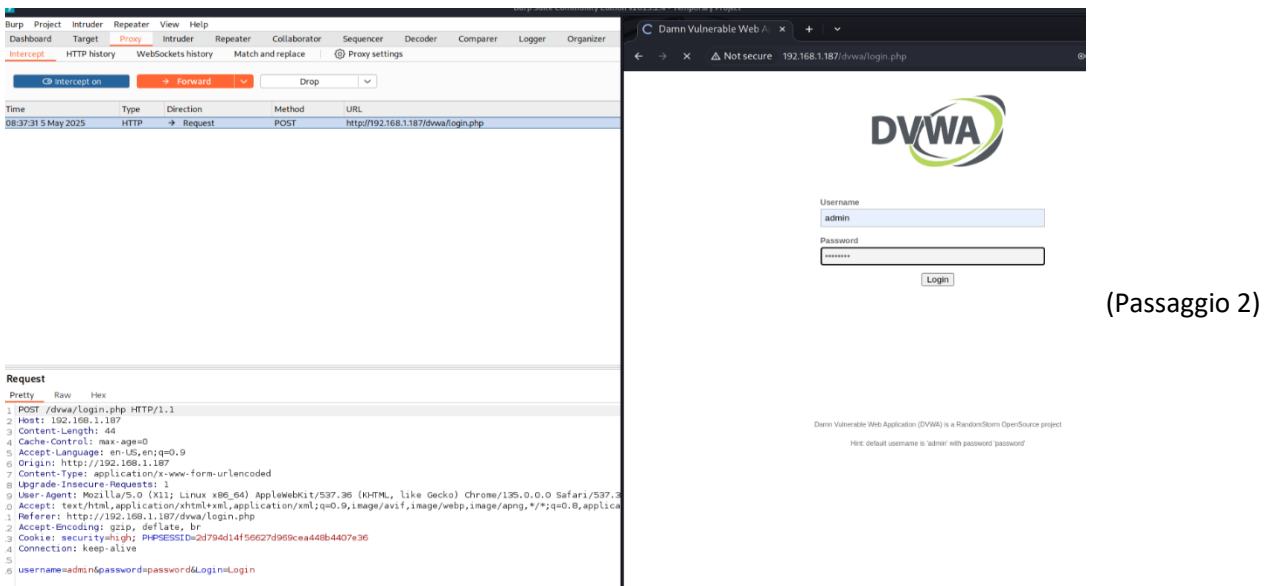 Burp Project Intruder Repeater View Help
Dashboard Target Proxy Intruder Repeater Collaborator Sequencer Decoder Comparer Logger Organizer
Intercept HTTP history WebSockets history Match and replace Proxy settings
Intercept on → Forward Drop
Time Type Direction Method URL
08:37:31 5 May 2025 HTTP → Request POST http://192.168.1.187/dvwa/login.php
Request
Pretty Raw Hex
1 POST /dvwa/login.php HTTP/1.1
2 Host: 192.168.1.187
3 Content-Length: 44
4 Cache-Control: max-age=0
5 Accept-Language: en-US,en;q=0.9
6 Origin: http://192.168.1.187
7 Content-Type: application/x-www-form-urlencoded
8 Upgrade-Insecure-Requests: 1
9 User-Agent: Mozilla/5.0 (X11; Linux x86_64) AppleWebKit/537.36 (KHTML, like Gecko) Chrome/135.0.0.0 Safari/537.3
.0 Accept: text/html,application/xhtml+xml,application/xml;q=0.9,image/avif,image/webp,image/apng,*/*;q=0.8,applica
.1 Referer: http://192.168.1.187/dvwa/login.php
.2 Accept-Encoding: gzip, deflate, br
.3 Cookie: security=high; PHPSESSID=2d794d14f56627d969cea448b4407e36
.4 Connection: keep-alive
.5
.6 username=admin&password=password&Login=Login
Damn Vulnerable Web A
Not secure 192.168.1.187/dvwa/login.php
DVWA
Username
admin
Password
••••••••
Login
Damn Vulnerable Web Application (DVWA) is a RandomStorm OpenSource project
Hint: default username is 'admin' with password 'password'
(Passaggio 2)